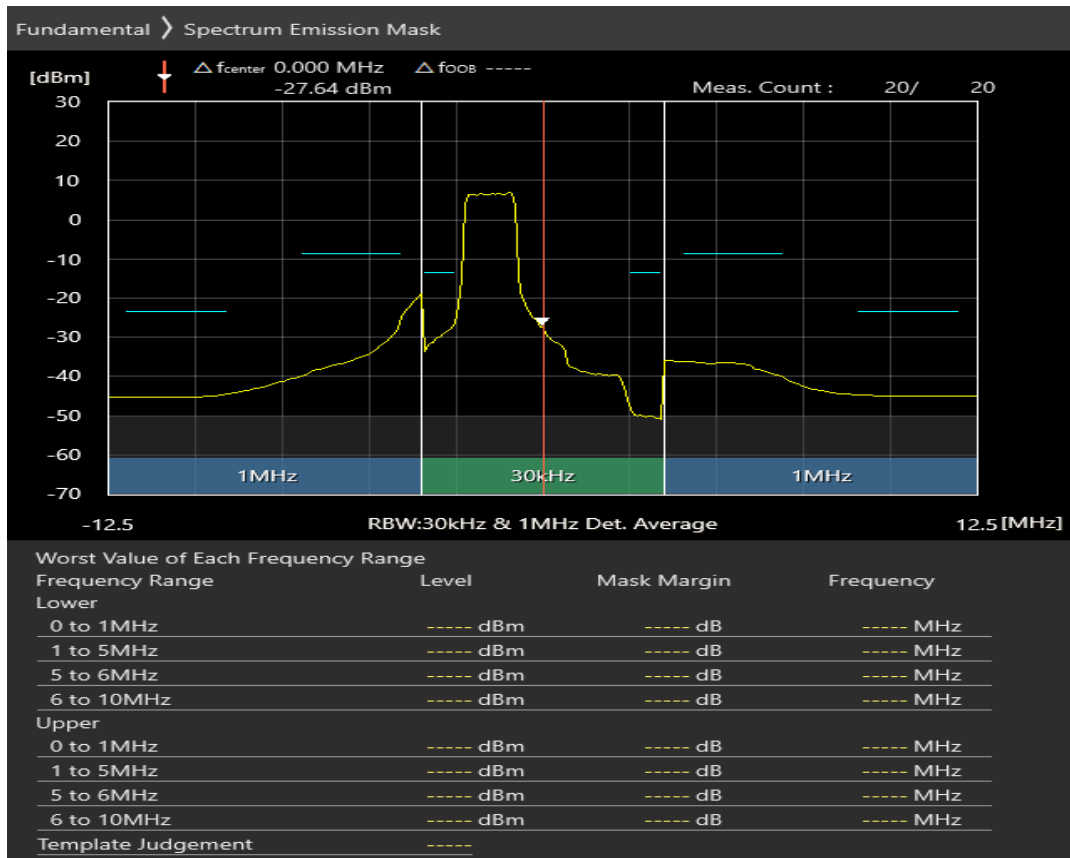 Fundamental ❯ Spectrum Emission Mask
[dBm]
△ fcenter 0.000 MHz △ fOOB -----
-27.64 dBm
Meas. Count : 20/ 20
30
20
10
0
-10
-20
-30
-40
-50
-60
-70
1MHz 30kHz 1MHz
-12.5 RBW:30kHz & 1MHz Det. Average 12.5 [MHz]
Worst Value of Each Frequency Range
Frequency Range Level Mask Margin Frequency
Lower
0 to 1MHz ----- dBm ----- dB ----- MHz
1 to 5MHz ----- dBm ----- dB ----- MHz
5 to 6MHz ----- dBm ----- dB ----- MHz
6 to 10MHz ----- dBm ----- dB ----- MHz
Upper
0 to 1MHz ----- dBm ----- dB ----- MHz
1 to 5MHz ----- dBm ----- dB ----- MHz
5 to 6MHz ----- dBm ----- dB ----- MHz
6 to 10MHz ----- dBm ----- dB ----- MHz
Template Judgement -----